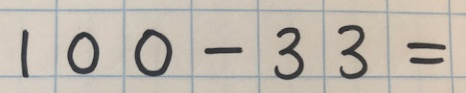 100 - 33 =